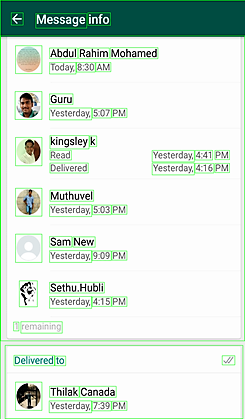 Message info
Abdul Rahim Mohamed
Today, 8:30 AM
Guru
Yesterday, 5:07 PM
kingsley k
Read Yesterday, 4:41 PM
Delivered Yesterday, 4:16 PM
Muthuvel
Yesterday, 5:03 PM
Sam New
Yesterday, 9:09 PM
Sethu.Hubli
Yesterday, 4:15 PM
1 remaining
Delivered to
Thilak Canada
Yesterday, 7:39 PM